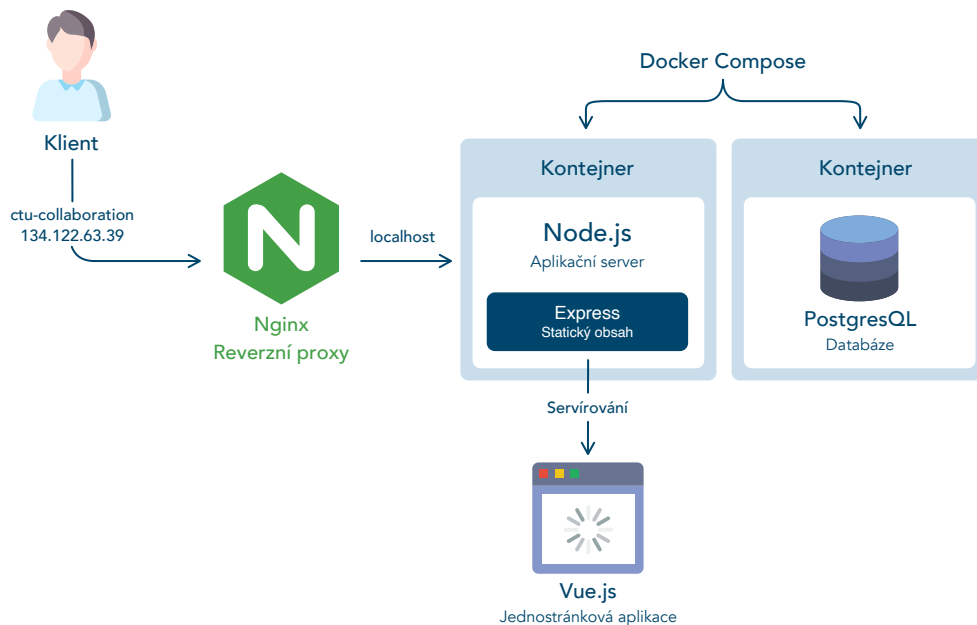 Klient
ctu-collaboration
134.122.63.39
Nginx
Reverzní proxy
localhost
Docker Compose
Kontejner
Node.js
Aplikační server
Express
Statický obsah
Kontejner
PostgresQL
Databáze
Servírování
Vue.js
Jednostránková aplikace